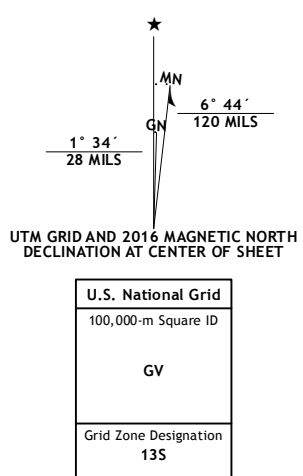 ★
MN
6° 44´
120 MILS
GN
1° 34´
28 MILS
UTM GRID AND 2016 MAGNETIC NORTH
DECLINATION AT CENTER OF SHEET
U.S. National Grid
100,000-m Square ID
GV
Grid Zone Designation
13S